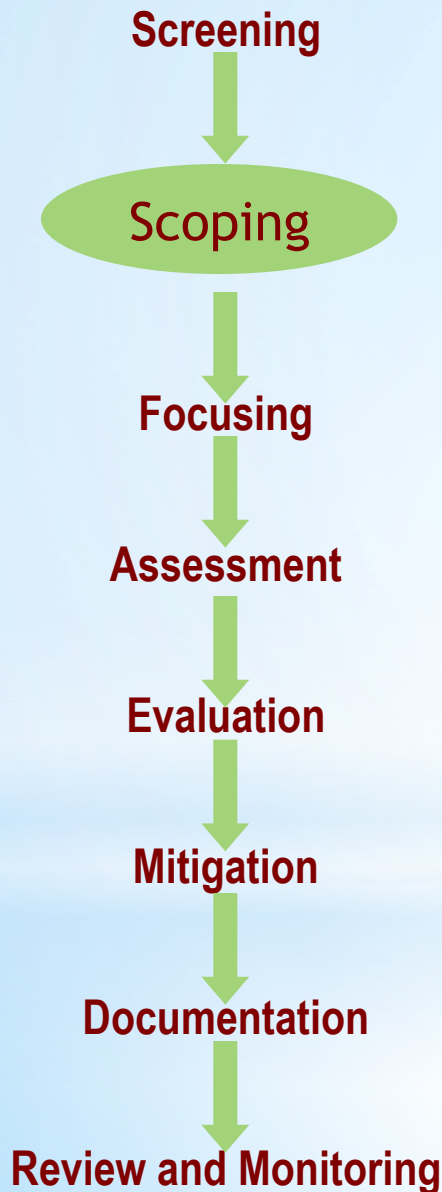 Screening
Scoping
Focusing
Assessment
Evaluation
Mitigation
Documentation
Review and Monitoring